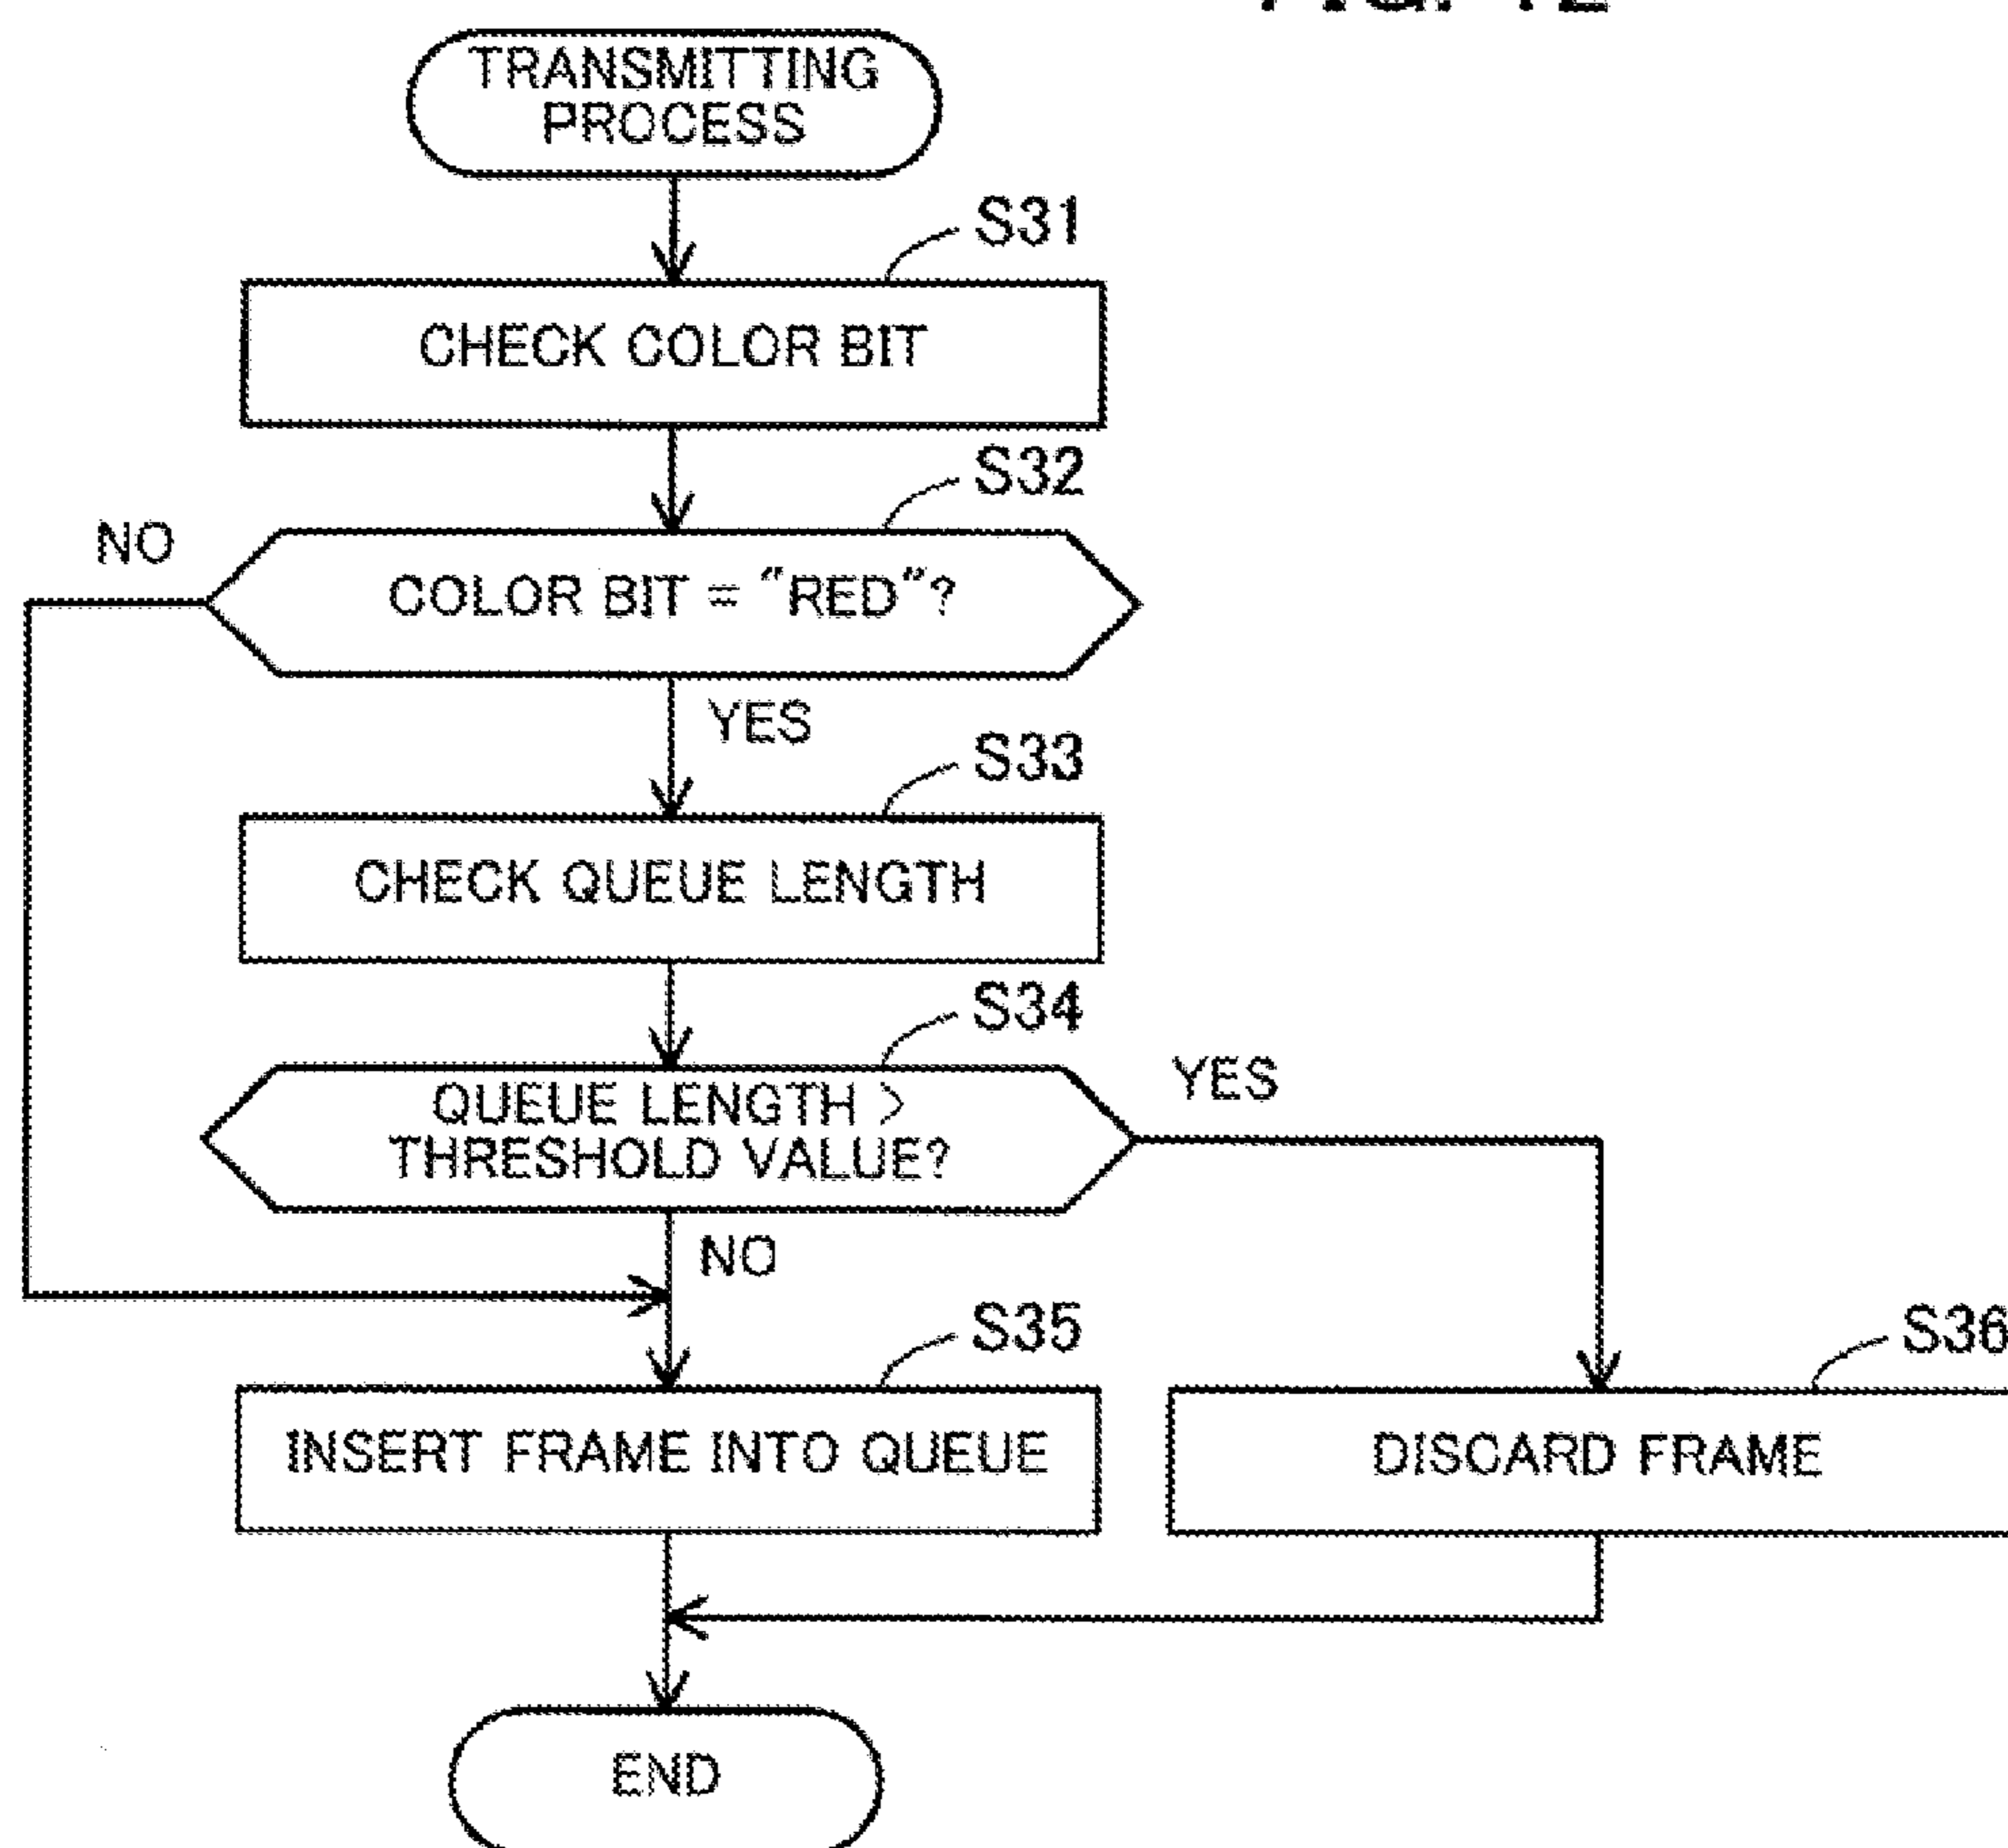 TRANSMITTING
PROCESS
S31
CHECK COLOR BIT
S32
NO
COLOR BIT = "RED"?
YES
S33
CHECK QUEUE LENGTH
S34
QUEUE LENGTH >
THRESHOLD VALUE?
YES
NO
S35
INSERT FRAME INTO QUEUE
S36
DISCARD FRAME
END